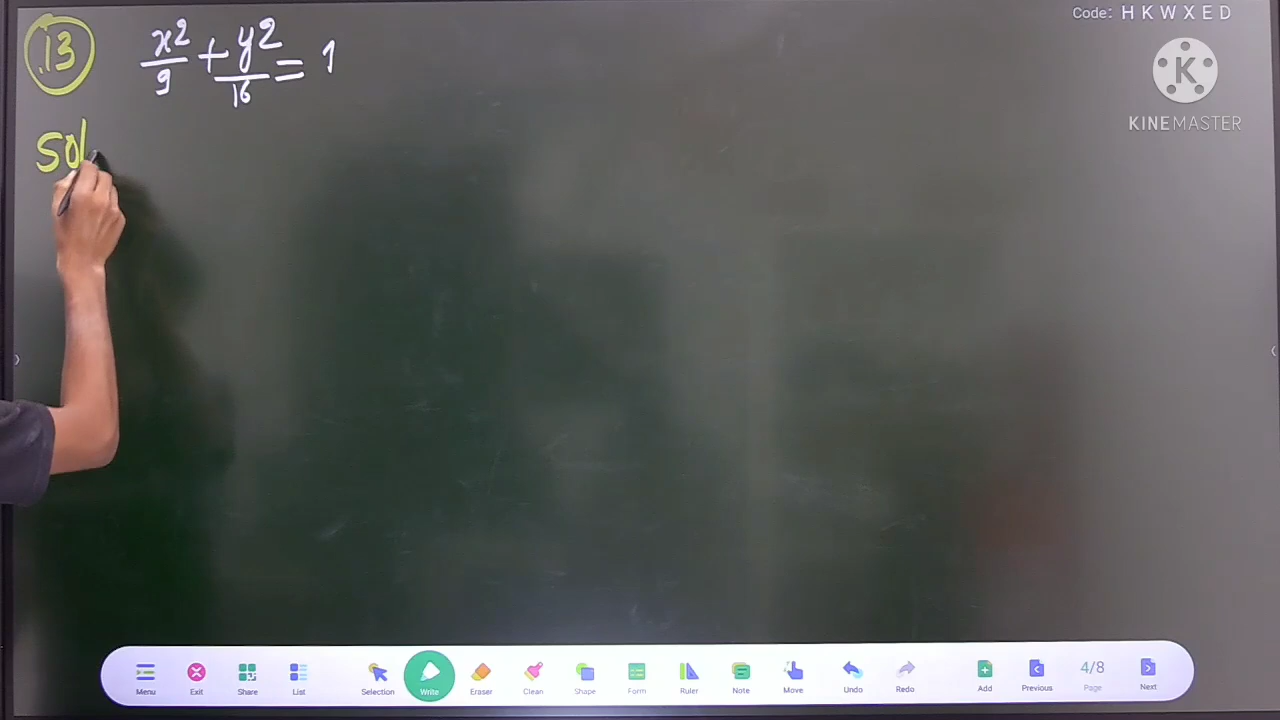 Code: HKWXED
13 x²/9 + y²/16 = 1
KINEMASTER
Sol
Menu Exit Share List Selection Write Eraser Clean Shape Form Ruler Note Move Undo Redo Add Previous 4/8 Page Next